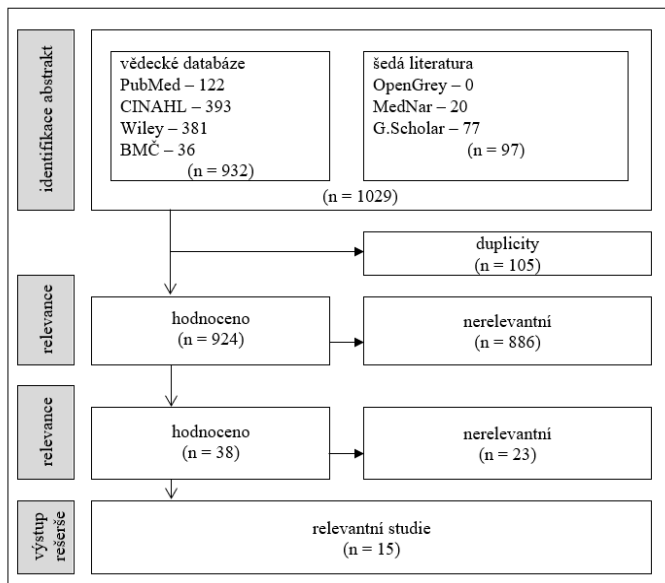 identifikace abstrakt
vědecké databáze
PubMed – 122
CINAHL – 393
Wiley – 381
BMČ – 36
(n = 932)
šedá literatura
OpenGrey – 0
MedNar – 20
G.Scholar – 77
(n = 97)
(n = 1029)
duplicity
(n = 105)
relevance
hodnoceno
(n = 924)
nerelevantní
(n = 886)
relevance
hodnoceno
(n = 38)
nerelevantní
(n = 23)
výstup
rešerše
relevantní studie
(n = 15)